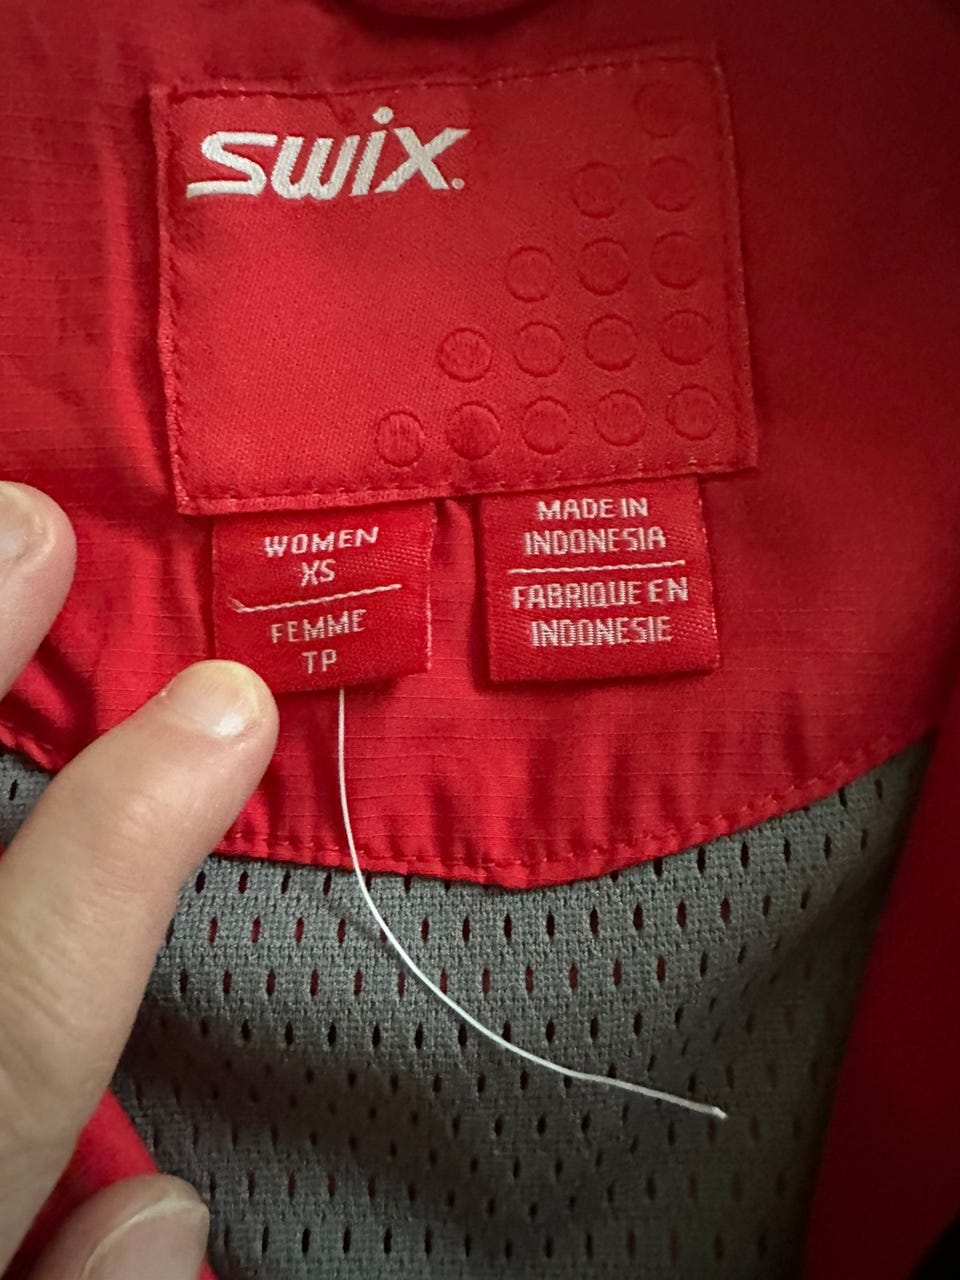 Swix.
WOMEN
XS
FEMME
TP
MADE IN
INDONESIA
FABRIQUE EN
INDONESIE